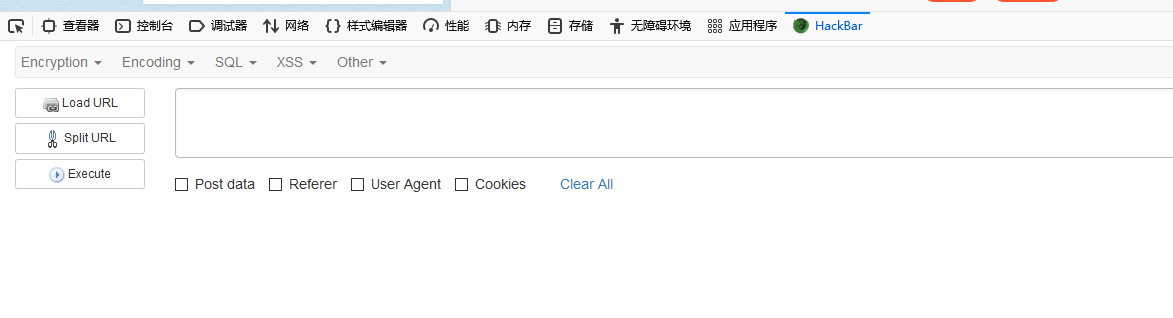 查看器 控制台 调试器 网络 样式编辑器 性能 内存 存储 无障碍环境 应用程序 HackBar
Encryption Encoding SQL XSS Other
Load URL
Split URL
Execute
Post data Referer User Agent Cookies Clear All